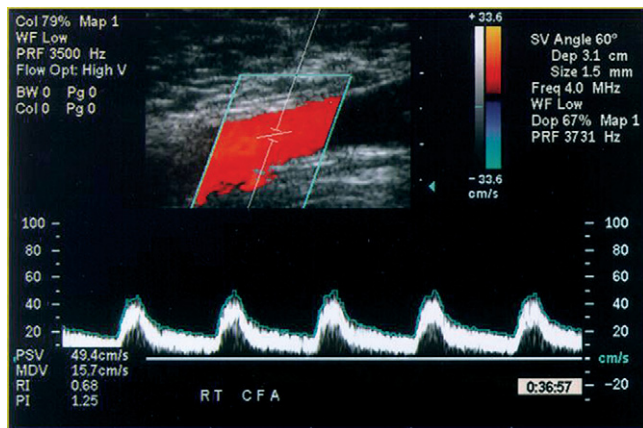 Col 79% Map 1
WF Low
PRF 3500 Hz
Flow Opt: High V
BW 0 Pg 0
Col 0 Pg 0
+ 33.6
- 33.6
cm/s
SV Angle 60°
Dep 3.1 cm
Size 1.5 mm
Freq 4.0 MHz
WF Low
Dop 67% Map 1
PRF 3731 Hz
100
80
60
40
20
100
80
60
40
20
cm/s
-20
PSV 49.4cm/s
MDV 15.7cm/s
RI 0.68
PI 1.25
RT CFA
0:36:57